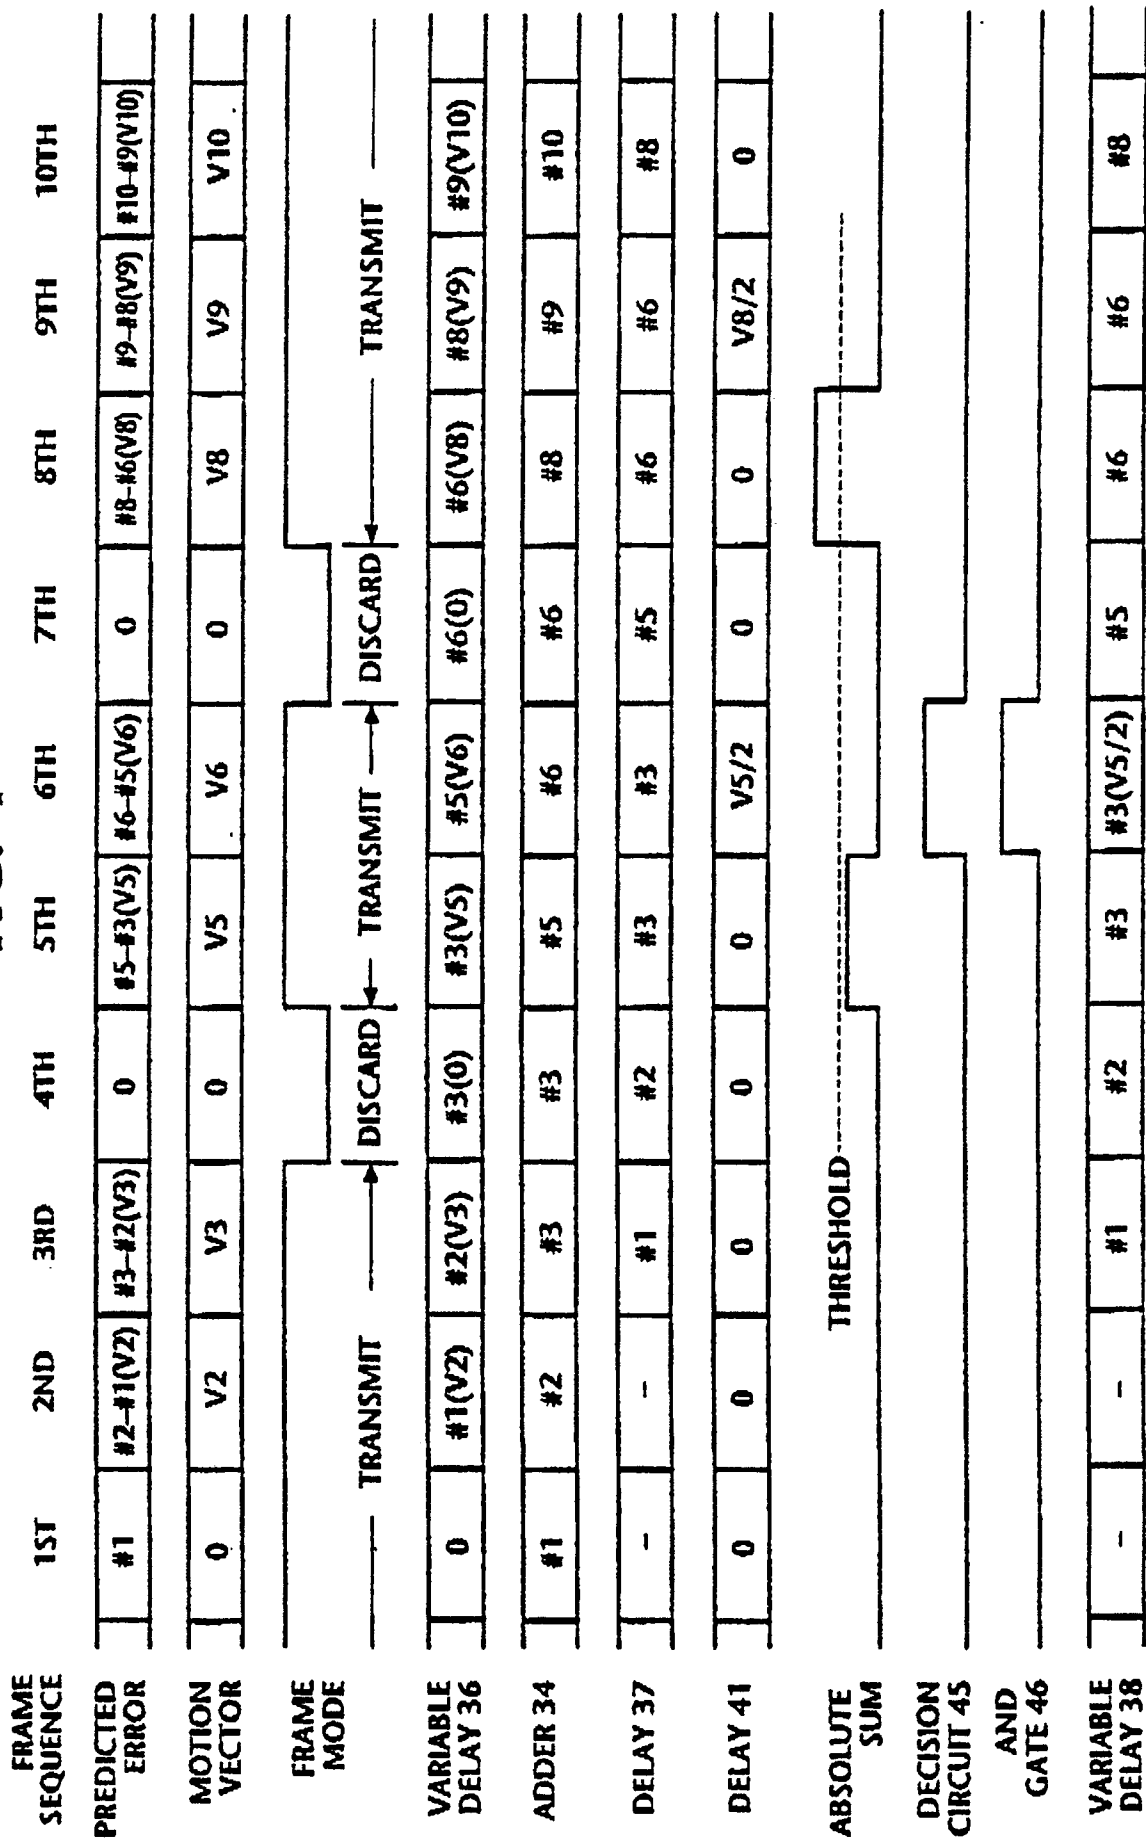 FRAME SEQUENCE 1ST 2ND 3RD 4TH 5TH 6TH 7TH 8TH 9TH 10TH
PREDICTED ERROR #1 #2–#1(V2) #3–#2(V3) 0 #5–#3(V5) #6–#5(V6) 0 #8–#6(V8) #9–#8(V9) #10–#9(V10)
MOTION VECTOR 0 V2 V3 0 V5 V6 0 V8 V9 V10
FRAME MODE
TRANSMIT DISCARD TRANSMIT DISCARD TRANSMIT
VARIABLE DELAY 36 0 #1(V2) #2(V3) #3(0) #3(V5) #5(V6) #6(0) #6(V8) #8(V9) #9(V10)
ADDER 34 #1 #2 #3 #3 #5 #6 #6 #8 #9 #10
DELAY 37 – – #1 #2 #3 #3 #5 #6 #6 #8
DELAY 41 0 0 0 0 0 V5/2 0 0 V8/2 0
THRESHOLD
ABSOLUTE SUM
DECISION CIRCUIT 45
AND GATE 46
VARIABLE DELAY 38 – – #1 #2 #3 #3(V5/2) #5 #6 #6 #8